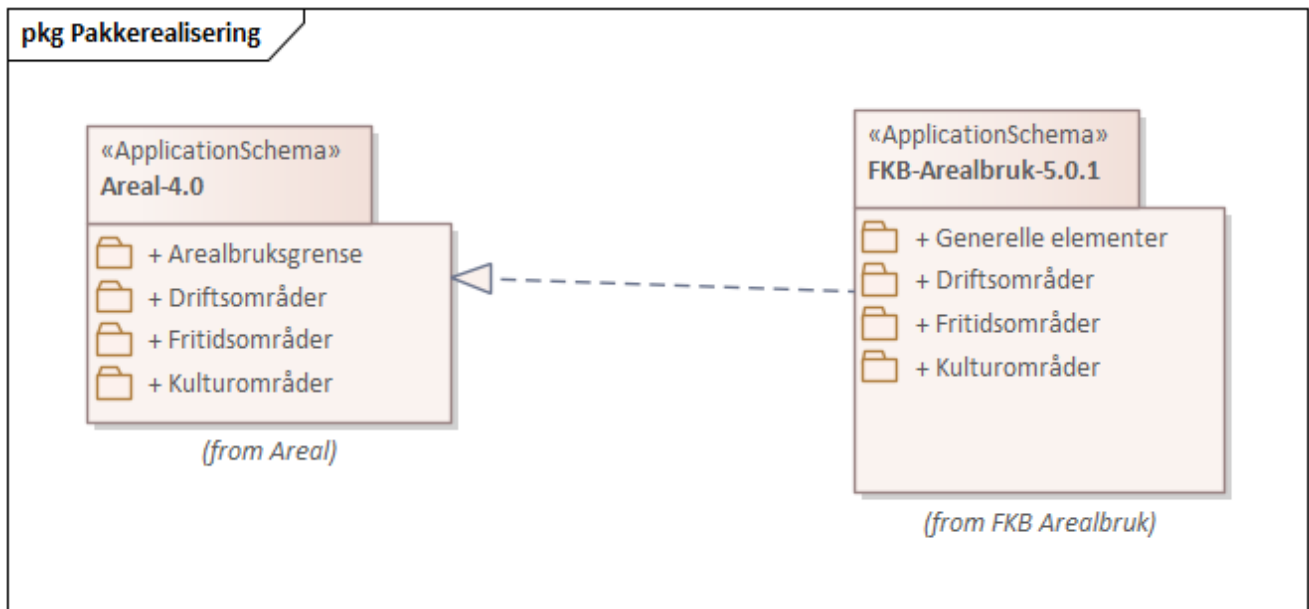 pkg Pakkerealisering
«ApplicationSchema»
Areal-4.0
+ Arealbruksgrense
+ Driftsområder
+ Fritidsområder
+ Kulturområder
(from Areal)
«ApplicationSchema»
FKB-Arealbruk-5.0.1
+ Generelle elementer
+ Driftsområder
+ Fritidsområder
+ Kulturområder
(from FKB Arealbruk)